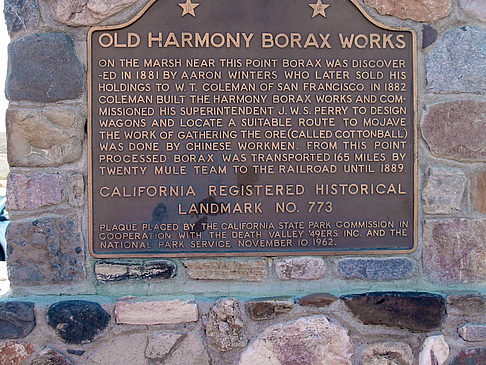 OLD HARMONY BORAX WORKS
ON THE MARSH NEAR THIS POINT BORAX WAS DISCOVER
-ED IN 1881 BY AARON WINTERS WHO LATER SOLD HIS
HOLDINGS TO W. T. COLEMAN OF SAN FRANCISCO. IN 1882
COLEMAN BUILT THE HARMONY BORAX WORKS AND COM-
MISSIONED HIS SUPERINTENDENT J. W. S. PERRY TO DESIGN
WAGONS AND LOCATE A SUITABLE ROUTE TO MOJAVE
THE WORK OF GATHERING THE ORE (CALLED COTTONBALL)
WAS DONE BY CHINESE WORKMEN. FROM THIS POINT
PROCESSED BORAX WAS TRANSPORTED 165 MILES BY
TWENTY MULE TEAM TO THE RAILROAD UNTIL 1889.
CALIFORNIA REGISTERED HISTORICAL
LANDMARK NO. 773
PLAQUE PLACED BY THE CALIFORNIA STATE PARK COMMISSION IN
COOPERATION WITH THE DEATH VALLEY '49ERS, INC. AND THE
NATIONAL PARK SERVICE, NOVEMBER 10, 1962.